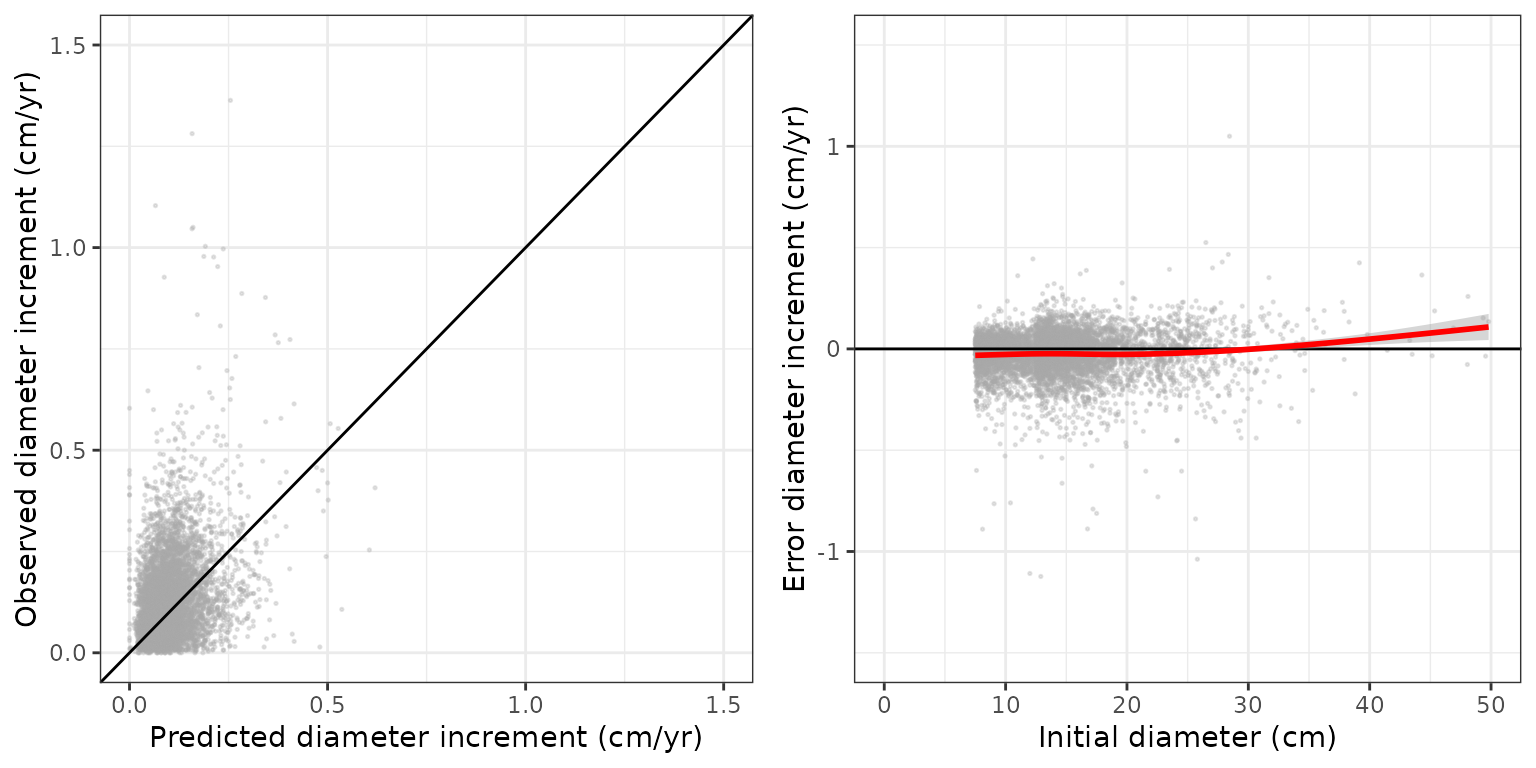 Observed diameter increment (cm/yr)
1.5
1.0
0.5
0.0
0.0 0.5 1.0 1.5
Predicted diameter increment (cm/yr)
Error diameter increment (cm/yr)
1
0
-1
0 10 20 30 40 50
Initial diameter (cm)